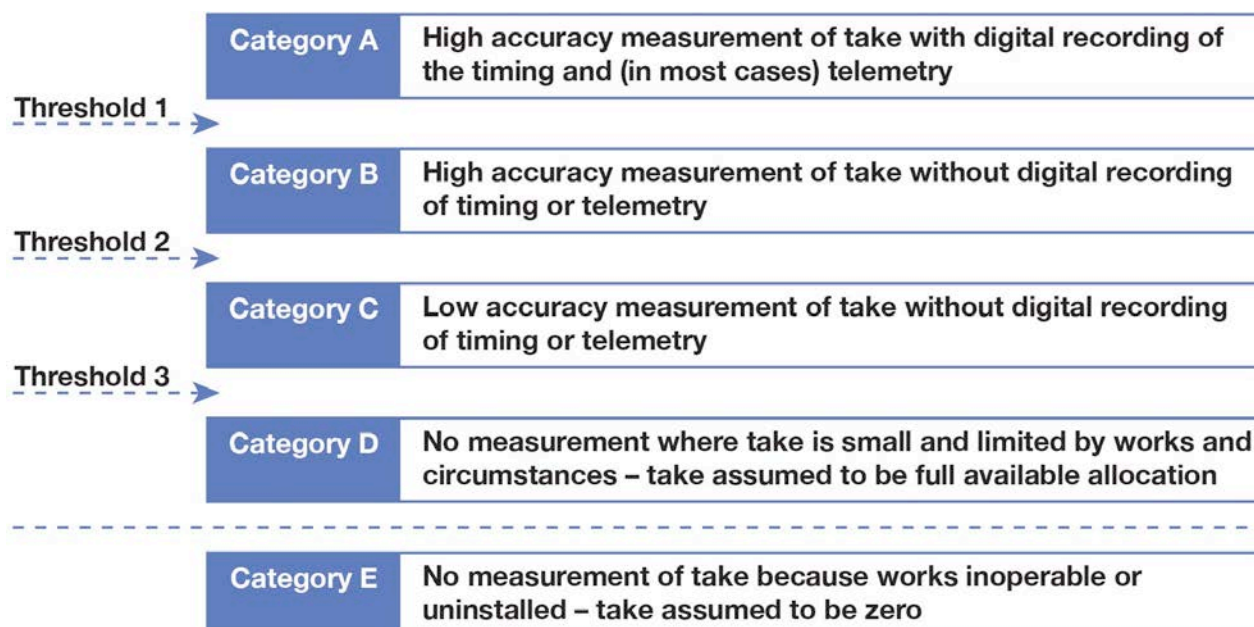 Category A
High accuracy measurement of take with digital recording of
the timing and (in most cases) telemetry
Threshold 1
Category B
High accuracy measurement of take without digital recording
of timing or telemetry
Threshold 2
Category C
Low accuracy measurement of take without digital recording
of timing or telemetry
Threshold 3
Category D
No measurement where take is small and limited by works and
circumstances – take assumed to be full available allocation
Category E
No measurement of take because works inoperable or
uninstalled – take assumed to be zero